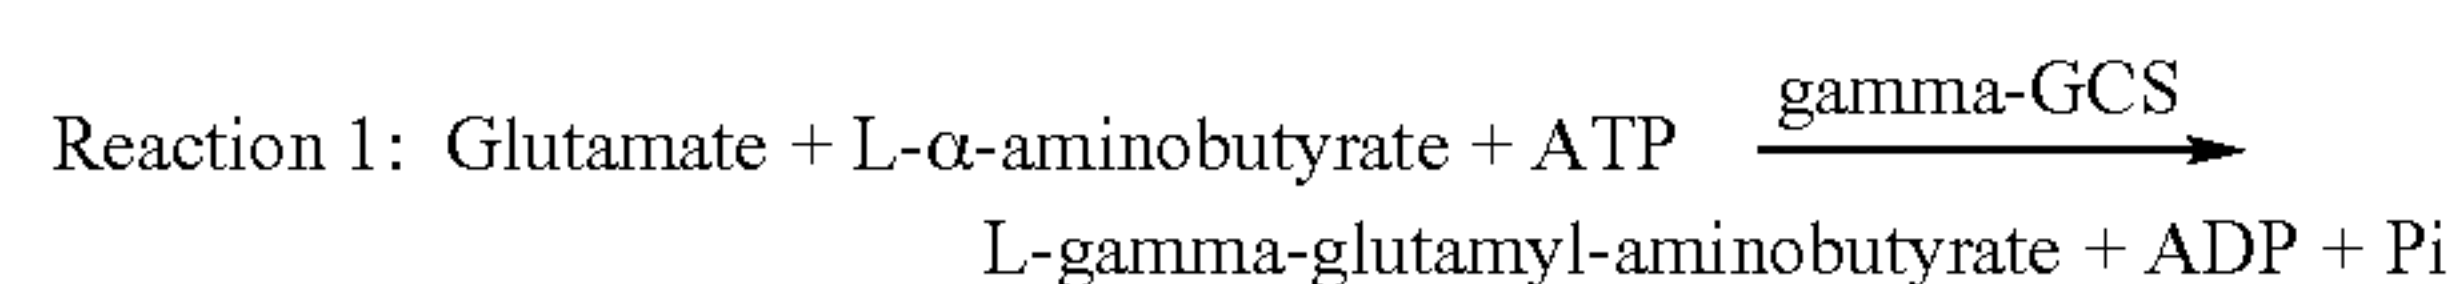 gamma-GCS
Reaction 1: Glutamate + L-α-aminobutyrate + ATP
L-gamma-glutamyl-aminobutyrate + ADP + Pi